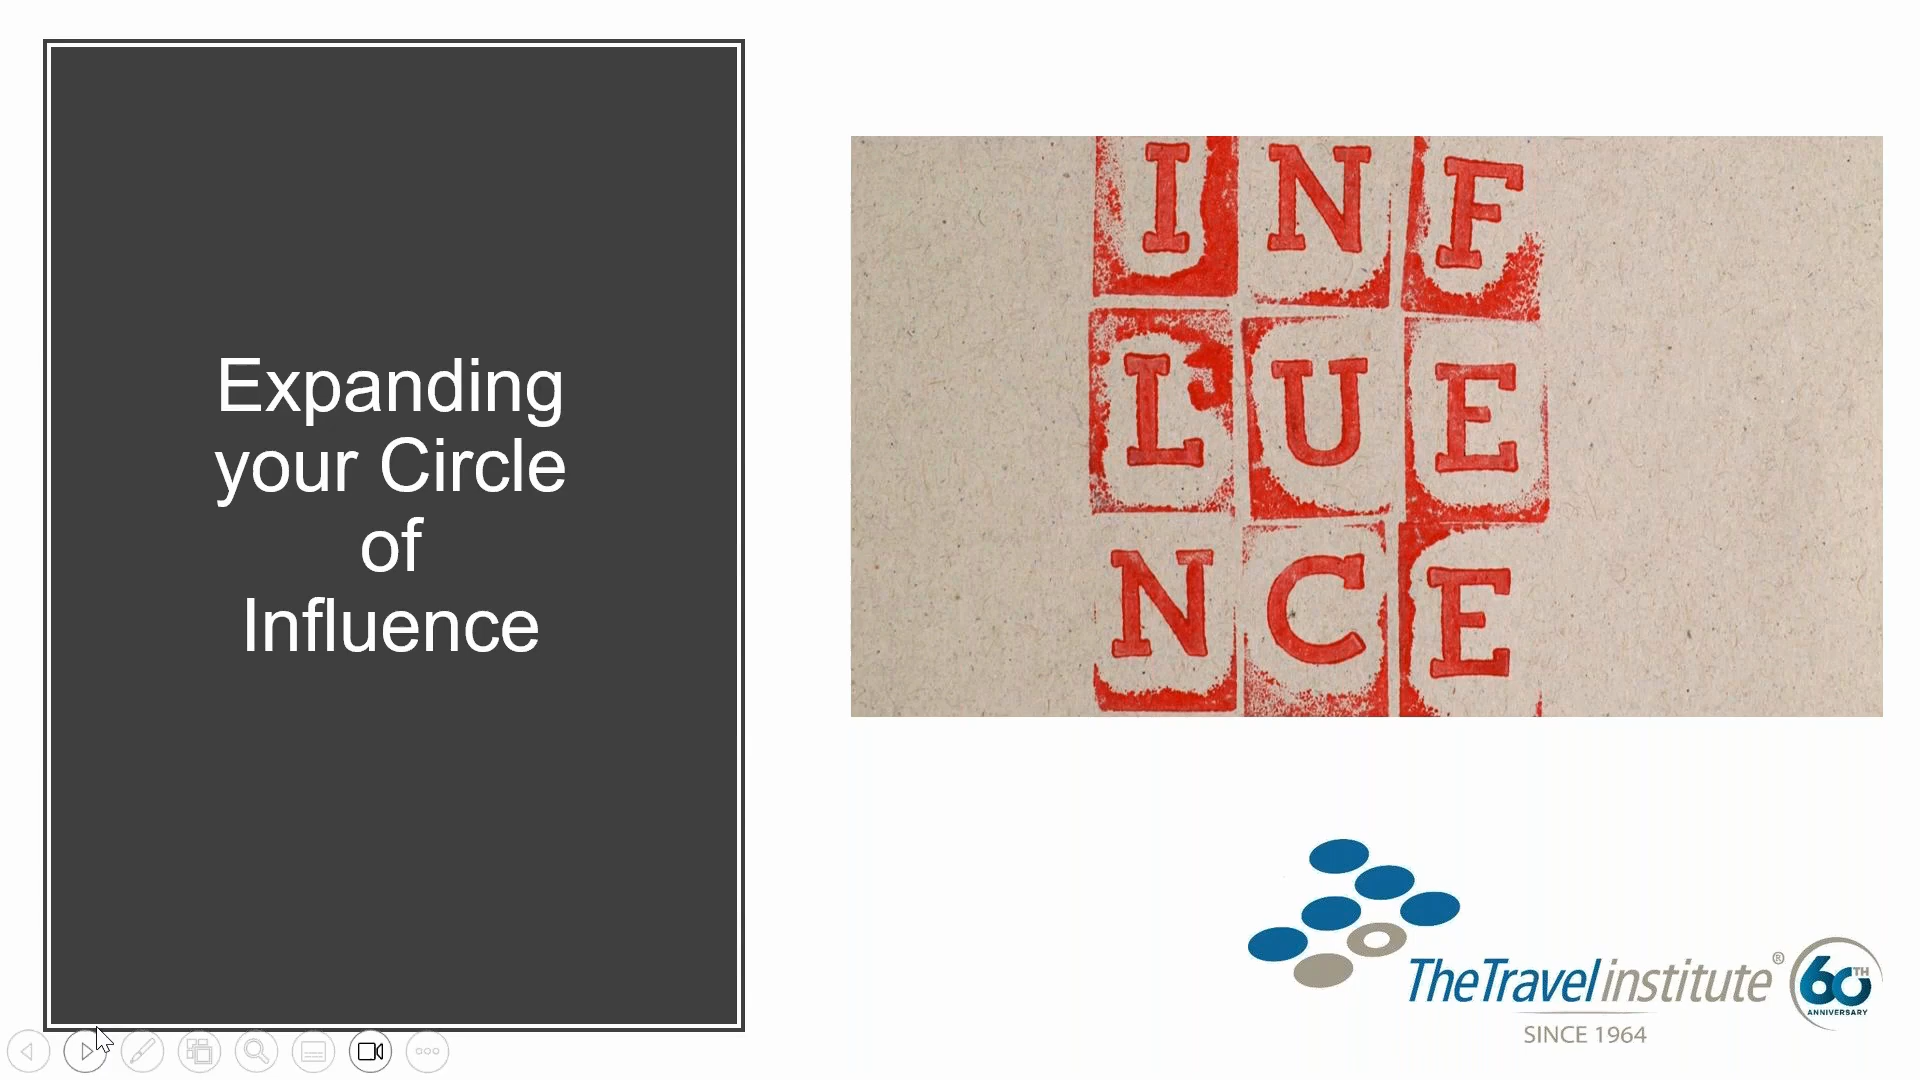 Expanding
your Circle
of
Influence
INF
LUE
NCE
TheTravelinstitute®
SINCE 1964
60TH
ANNIVERSARY